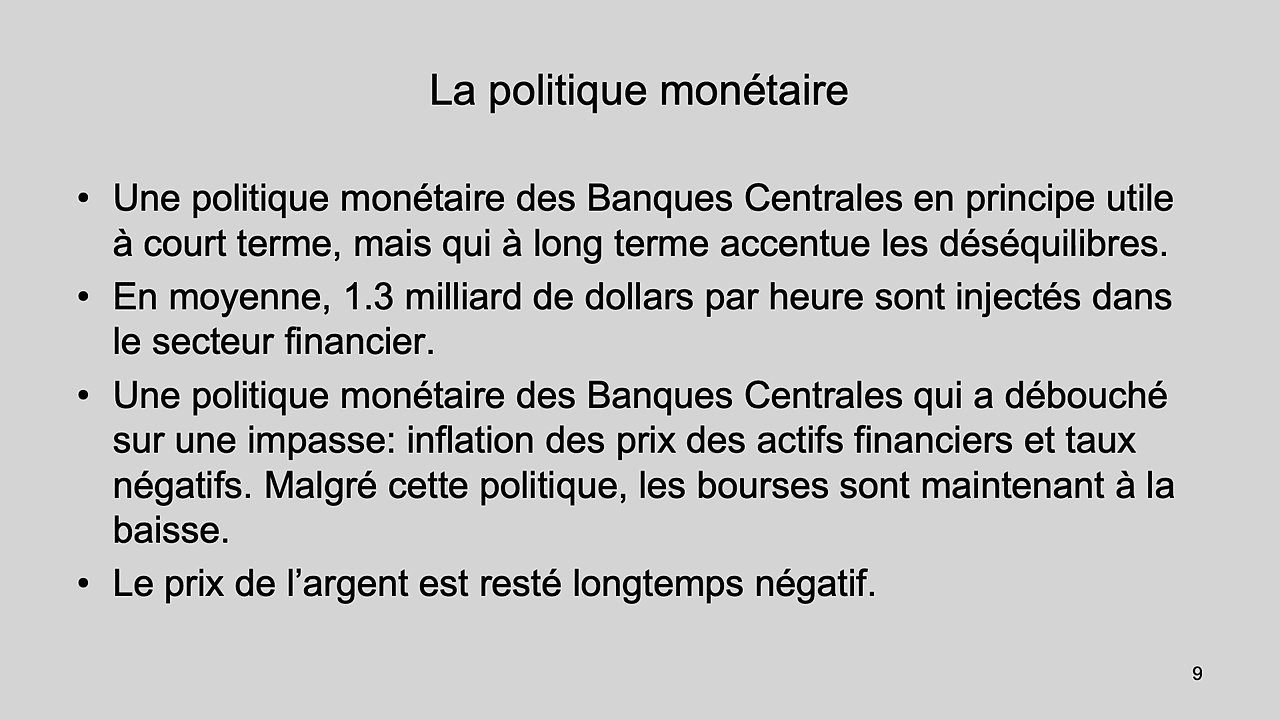 La politique monétaire
• Une politique monétaire des Banques Centrales en principe utile
à court terme, mais qui à long terme accentue les déséquilibres.
• En moyenne, 1.3 milliard de dollars par heure sont injectés dans
le secteur financier.
• Une politique monétaire des Banques Centrales qui a débouché
sur une impasse: inflation des prix des actifs financiers et taux
négatifs. Malgré cette politique, les bourses sont maintenant à la
baisse.
• Le prix de l’argent est resté longtemps négatif.
9